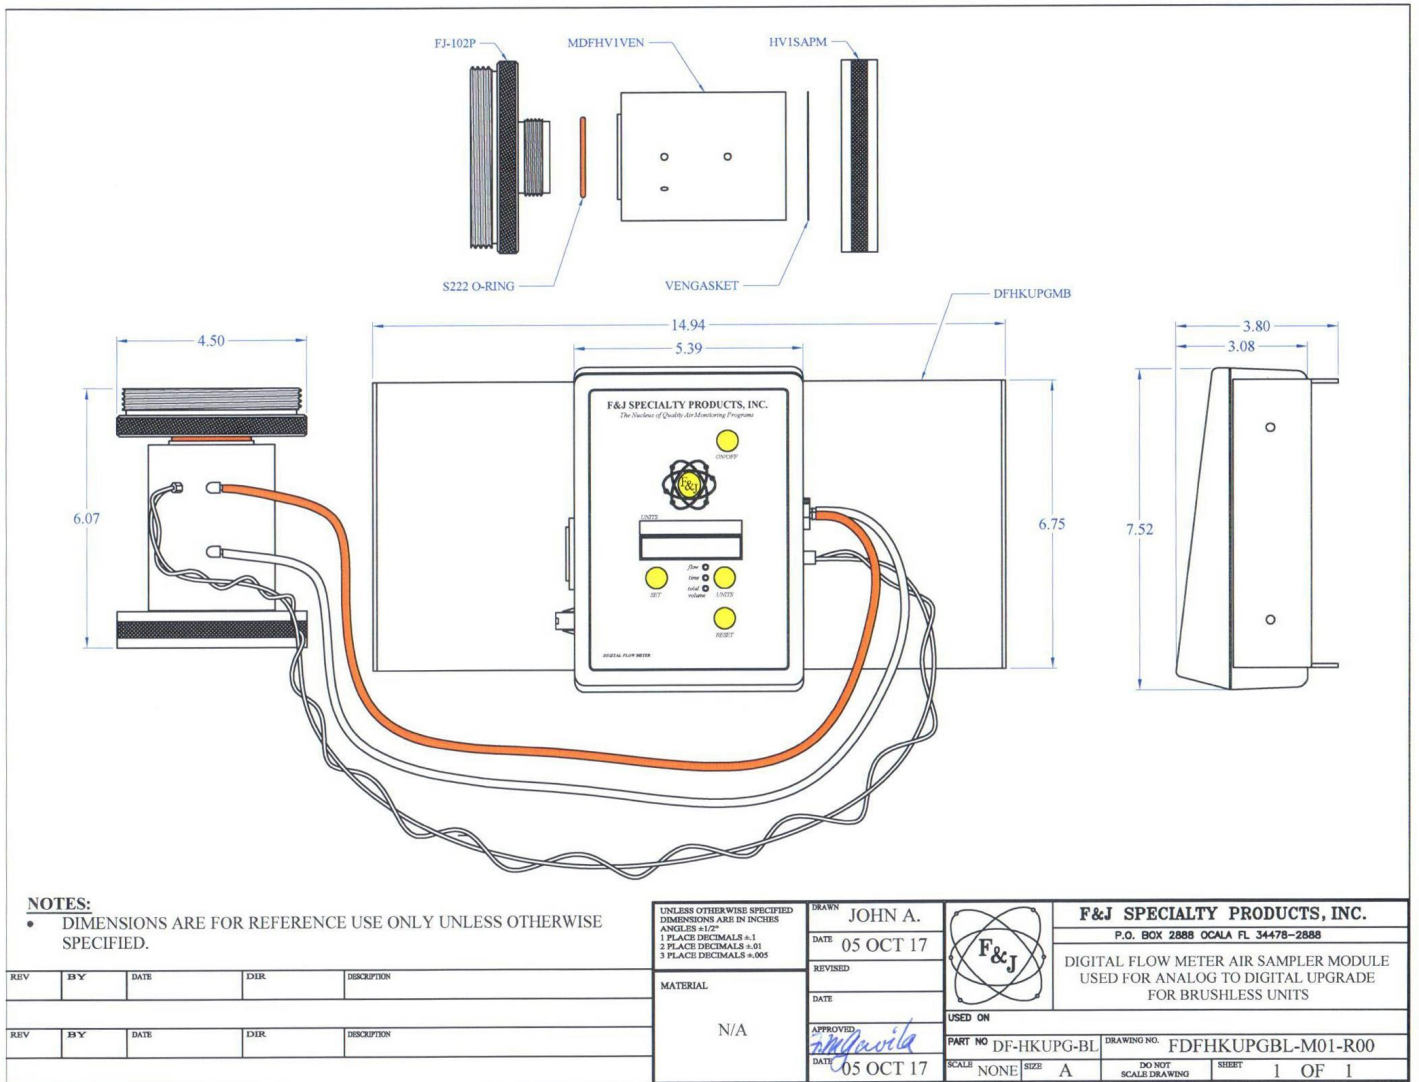 FJ-102P
MDFHV1VEN
HV1SAPM
S222 O-RING
VENGASKET
DFHKUPGMB
14.94
5.39
4.50
6.07
6.75
3.80
3.08
7.52
F&J SPECIALTY PRODUCTS, INC.
The Nucleus of Quality Air Monitoring Programs
ON/OFF
F&J
UNITS
flow
time
total
volume
SET
UNITS
RESET
DIGITAL FLOW METER
NOTES:
• DIMENSIONS ARE FOR REFERENCE USE ONLY UNLESS OTHERWISE
SPECIFIED.
REV BY DATE DIR DESCRIPTION
REV BY DATE DIR DESCRIPTION
UNLESS OTHERWISE SPECIFIED
DIMENSIONS ARE IN INCHES
ANGLES ±1/2°
1 PLACE DECIMALS ±.1
2 PLACE DECIMALS ±.01
3 PLACE DECIMALS ±.005
MATERIAL
N/A
DRAWN JOHN A.
DATE 05 OCT 17
REVISED
DATE
APPROVED
DATE 05 OCT 17
F&J
F&J SPECIALTY PRODUCTS, INC.
P.O. BOX 2888 OCALA FL 34478-2888
DIGITAL FLOW METER AIR SAMPLER MODULE
USED FOR ANALOG TO DIGITAL UPGRADE
FOR BRUSHLESS UNITS
USED ON
PART NO DF-HKUPG-BL DRAWING NO. FDFHKUPGBL-M01-R00
SCALE NONE SIZE A DO NOT
SCALE DRAWING SHEET 1 OF 1